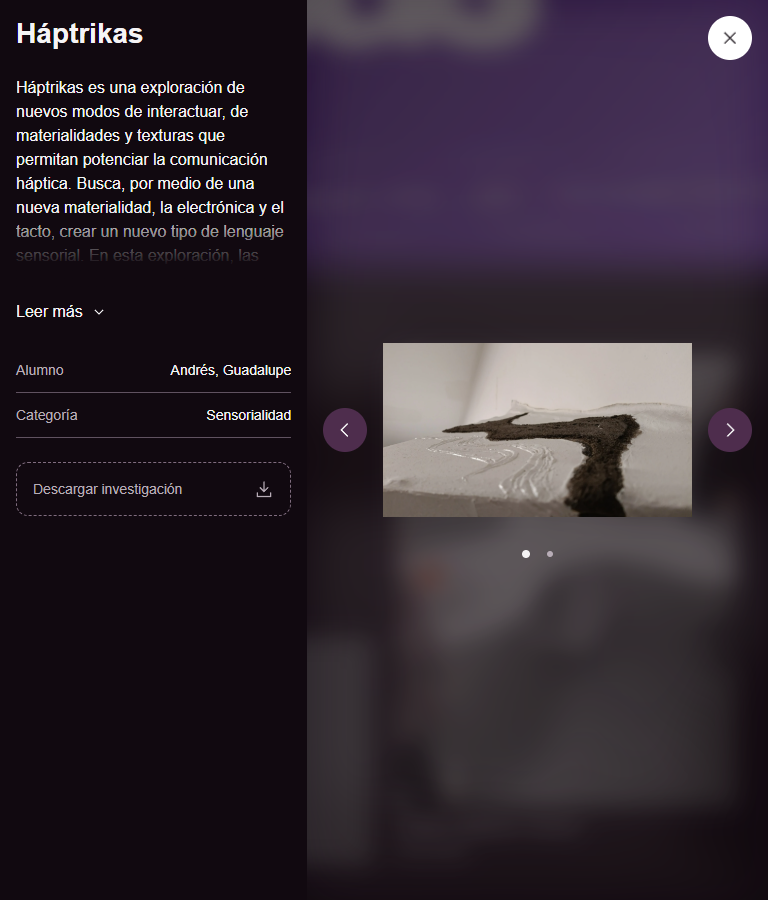 Háptrikas
Háptrikas es una exploración de
nuevos modos de interactuar, de
materialidades y texturas que
permitan potenciar la comunicación
háptica. Busca, por medio de una
nueva materialidad, la electrónica y el
tacto, crear un nuevo tipo de lenguaje
sensorial. En esta exploración, las
Leer más
Alumno Andrés, Guadalupe
Categoría Sensorialidad
Descargar investigación